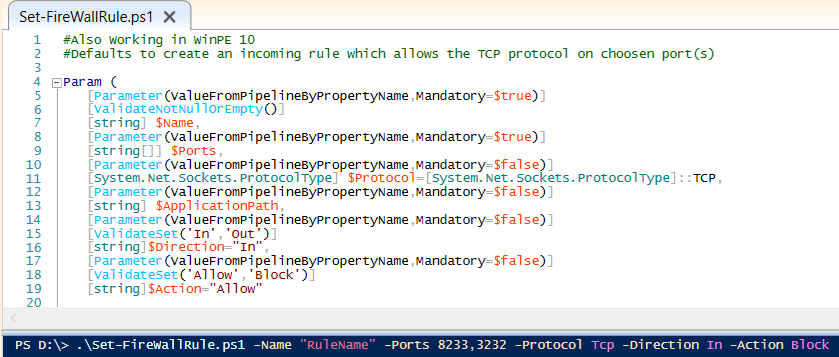 Set-FireWallRule.ps1
1 #Also Working in WinPE 10
2 #Defaults to create an incoming rule which allows the TCP protocol on choosen port(s)
3
4 Param (
5 [Parameter(ValueFromPipelineByPropertyName,Mandatory=$true)]
6 [ValidateNotNullOrEmpty()]
7 [string] $Name,
8 [Parameter(ValueFromPipelineByPropertyName,Mandatory=$true)]
9 [string[]] $Ports,
10 [Parameter(ValueFromPipelineByPropertyName,Mandatory=$false)]
11 [System.Net.Sockets.ProtocolType] $Protocol=[System.Net.Sockets.ProtocolType]::TCP,
12 [Parameter(ValueFromPipelineByPropertyName,Mandatory=$false)]
13 [string] $ApplicationPath,
14 [Parameter(ValueFromPipelineByPropertyName,Mandatory=$false)]
15 [ValidateSet('In','Out')]
16 [string]$Direction="In",
17 [Parameter(ValueFromPipelineByPropertyName,Mandatory=$false)]
18 [ValidateSet('Allow','Block')]
19 [string]$Action="Allow"
20
PS D:\> .\Set-FireWallRule.ps1 -Name "RuleName" -Ports 8233,3232 -Protocol Tcp -Direction In -Action Block